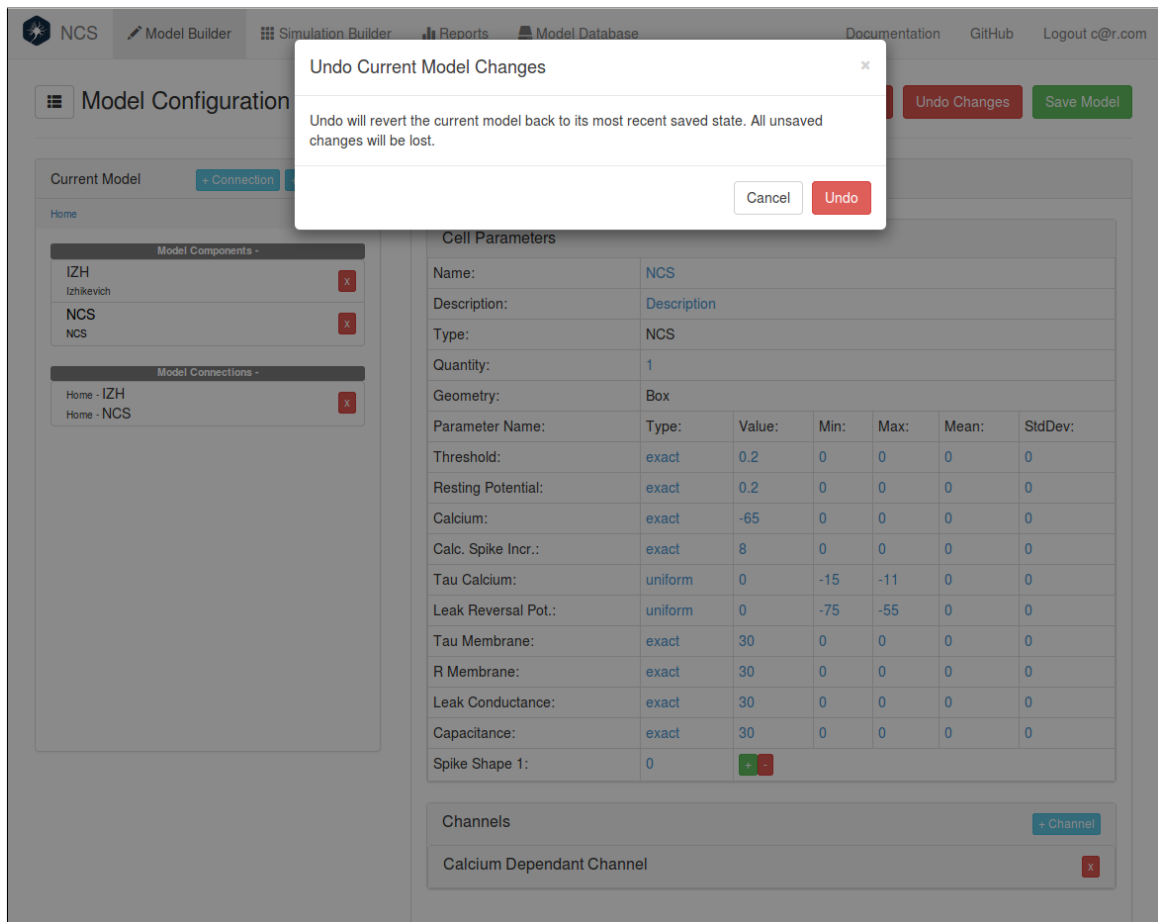 NCS Model Builder Simulation Builder Reports Model Database Documentation GitHub Logout c@r.com
Undo Current Model Changes ×
Model Configuration Undo Changes Save Model
Undo will revert the current model back to its most recent saved state. All unsaved
changes will be lost.
Current Model + Connection
Cancel Undo
Home
Cell Parameters
Model Components -
IZH x
Izhikevich
NCS x
NCS
Model Connections -
Home - IZH x
Home - NCS
Name: NCS
Description: Description
Type: NCS
Quantity: 1
Geometry: Box
Parameter Name: Type: Value: Min: Max: Mean: StdDev:
Threshold: exact 0.2 0 0 0 0
Resting Potential: exact 0.2 0 0 0 0
Calcium: exact -65 0 0 0 0
Calc. Spike Incr.: exact 8 0 0 0 0
Tau Calcium: uniform 0 -15 -11 0 0
Leak Reversal Pot.: uniform 0 -75 -55 0 0
Tau Membrane: exact 30 0 0 0 0
R Membrane: exact 30 0 0 0 0
Leak Conductance: exact 30 0 0 0 0
Capacitance: exact 30 0 0 0 0
Spike Shape 1: 0 + -
Channels + Channel
Calcium Dependant Channel x